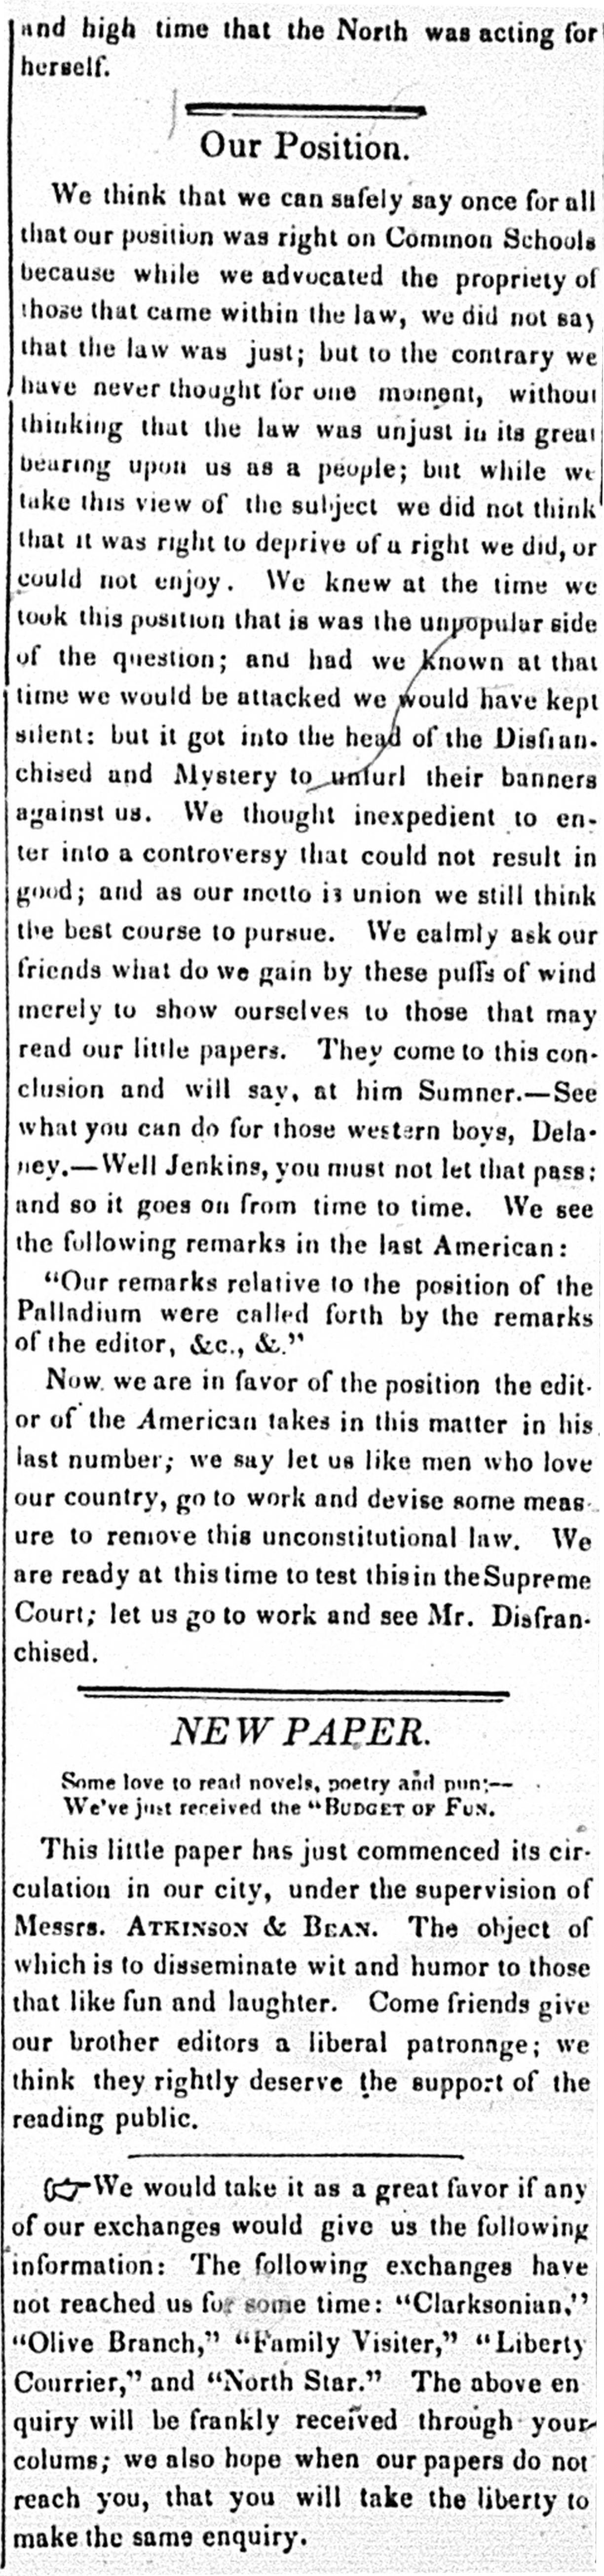 and high time that the North was acting for
herself.
Our Position.
We think that we can safely say once for all
that our position was right on Common Schools
because while we advocated the propriety of
those that came within the law, we did not say
that the law was just; but to the contrary we
have never thought for one moment, without
thinking that the law was unjust in its great
bearing upon us as a people; but while we
take this view of the subject we did not think
that it was right to deprive of a right we did, or
could not enjoy. We knew at the time we
took this position that is was the unpopular side
of the question; and had we known at that
time we would be attacked we would have kept
silent: but it got into the head of the Disfran-
chised and Mystery to unfurl their banners
against us. We thought inexpedient to en-
ter into a controversy that could not result in
good; and as our motto is union we still think
the best course to pursue. We calmly ask our
friends what do we gain by these puffs of wind
merely to show ourselves to those that may
read our little papers. They come to this con-
clusion and will say, at him Sumner.—See
what you can do for those western boys, Dela-
ney.—Well Jenkins, you must not let that pass;
and so it goes on from time to time. We see
the following remarks in the last American:
"Our remarks relative to the position of the
Palladium were called forth by the remarks
of the editor, &c., &."
Now. we are in favor of the position the edit-
or of the American takes in this matter in his
last number; we say let us like men who love
our country, go to work and devise some meas-
ure to remove this unconstitutional law. We
are ready at this time to test this in the Supreme
Court; let us go to work and see Mr. Disfran-
chised.
NEW PAPER.
Some love to read novels, poetry and pun;—
We've just received the "BUDGET OF FUN.
This little paper has just commenced its cir-
culation in our city, under the supervision of
Messrs. ATKINSON & BEAN. The object of
which is to disseminate wit and humor to those
that like fun and laughter. Come friends give
our brother editors a liberal patronage; we
think they rightly deserve the support of the
reading public.
☞We would take it as a great favor if any
of our exchanges would give us the following
information: The following exchanges have
not reached us for some time: "Clarksonian,"
"Olive Branch," "Family Visiter," "Liberty
Courrier," and "North Star." The above en
quiry will be frankly received through your
colums; we also hope when our papers do not
reach you, that you will take the liberty to
make the same enquiry.